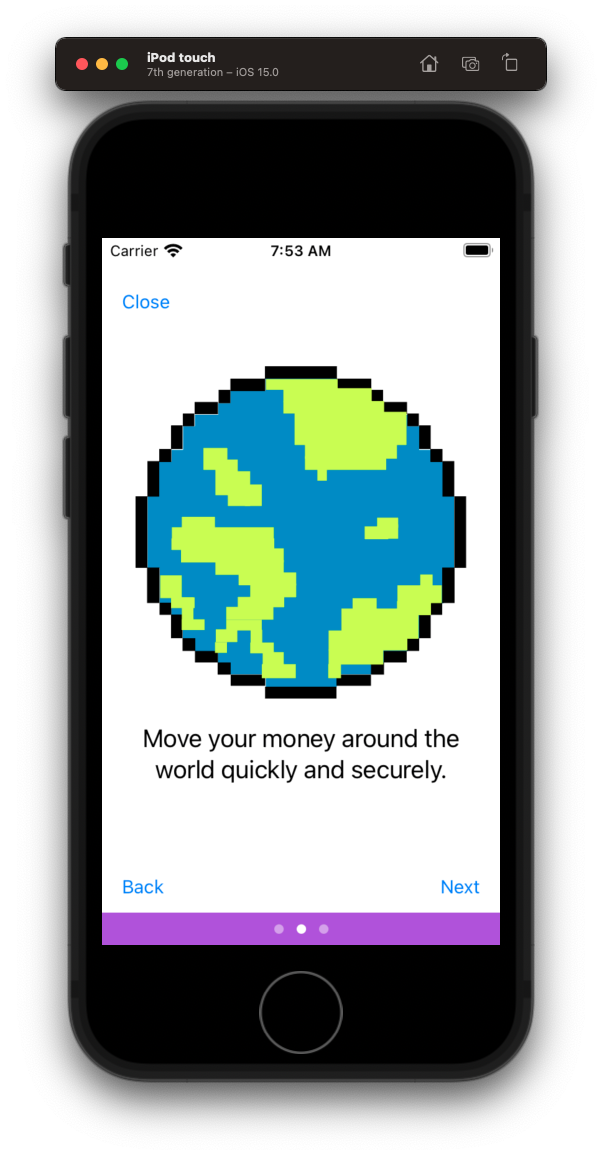 iPod touch
7th generation – iOS 15.0
Carrier 7:53 AM
Close
Move your money around the
world quickly and securely.
Back Next